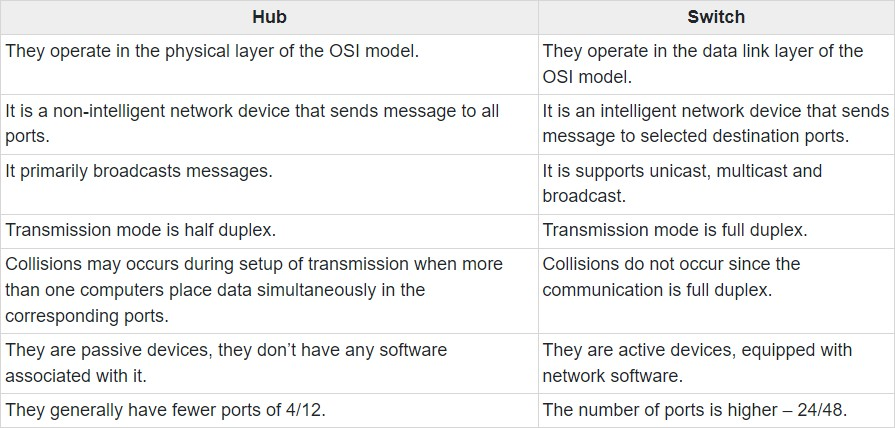 Hub
Switch
They operate in the physical layer of the OSI model.
They operate in the data link layer of the
OSI model.
It is a non-intelligent network device that sends message to all
ports.
It is an intelligent network device that sends
message to selected destination ports.
It primarily broadcasts messages.
It is supports unicast, multicast and
broadcast.
Transmission mode is half duplex.
Transmission mode is full duplex.
Collisions may occurs during setup of transmission when more
than one computers place data simultaneously in the
corresponding ports.
Collisions do not occur since the
communication is full duplex.
They are passive devices, they don’t have any software
associated with it.
They are active devices, equipped with
network software.
They generally have fewer ports of 4/12.
The number of ports is higher – 24/48.